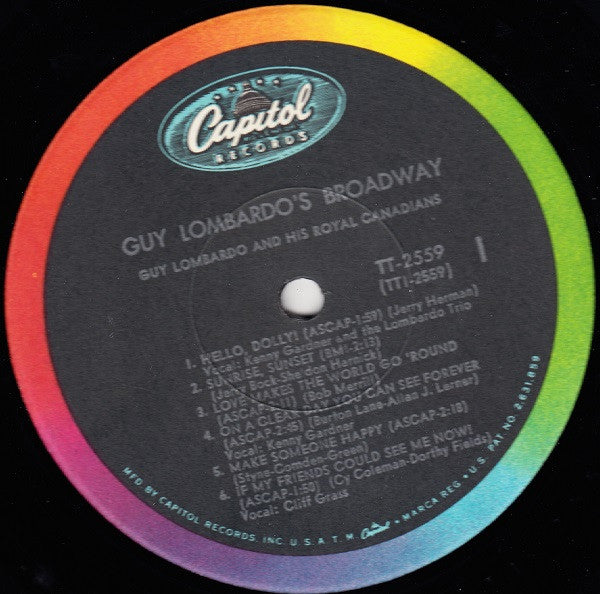 Capitol
RECORDS
GUY LOMBARDO'S BROADWAY
GUY LOMBARDO AND HIS ROYAL CANADIANS
TT-2559
(TT1-2559)
1
1. HELLO, DOLLY! (ASCAP-1:59) (Jerry Herman)
Vocal: Kenny Gardner and the Lombardo Trio
2. SUNRISE, SUNSET (BMI-2:13)
(Jerry Bock-Sheldon Harnick)
3. LOVE MAKES THE WORLD GO 'ROUND
(Bob Merrill)
4. ON A CLEAR DAY YOU CAN SEE FOREVER
(ASCAP-2:45) (Burton Lane-Allan J. Lerner)
Vocal: Kenny Gardner
5. MAKE SOMEONE HAPPY (ASCAP-2:18)
(Styne-Comden-Green)
6. IF MY FRIENDS COULD SEE ME NOW!
(ASCAP-1:50) (Cy Coleman-Dorthy Fields)
Vocal: Cliff Grass
MFD BY CAPITOL RECORDS, INC. U.S.A. T.M. Capitol MARCA REG. • U.S. PAT. NO. 2,631,859